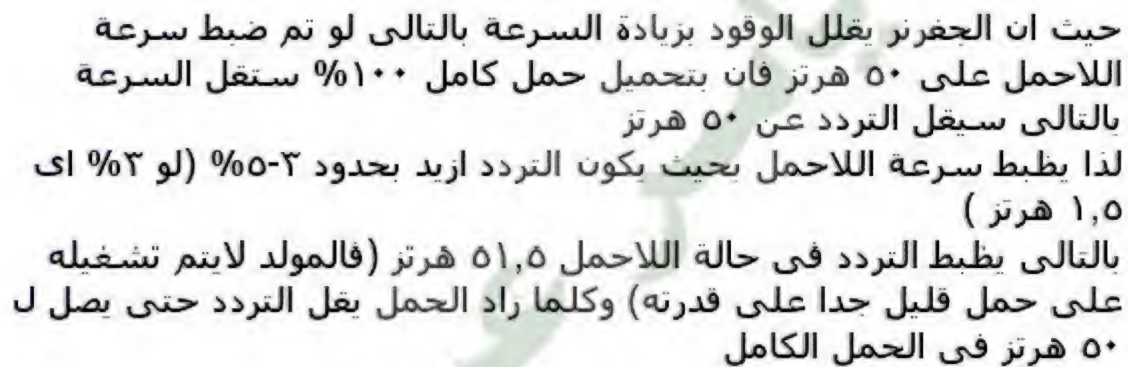 حيث ان الجفرنر يقلل الوقود بزيادة السرعة بالتالى لو تم ضبط سرعة
اللاحمل على ٥٠ هرتز فان بتحميل حمل كامل ١٠٠% ستقل السرعة
بالتالى سيقل التردد عن ٥٠ هرتز
لذا يظبط سرعة اللاحمل بحيث يكون التردد ازيد بحدود ٣-٥% (لو ٣% اى
١,٥ هرتز )
بالتالى يظبط التردد فى حالة اللاحمل ٥١,٥ هرتز (فالمولد لايتم تشغيله
على حمل قليل جدا على قدرته) وكلما زاد الحمل يقل التردد حتى يصل ل
٥٠ هرتز فى الحمل الكامل